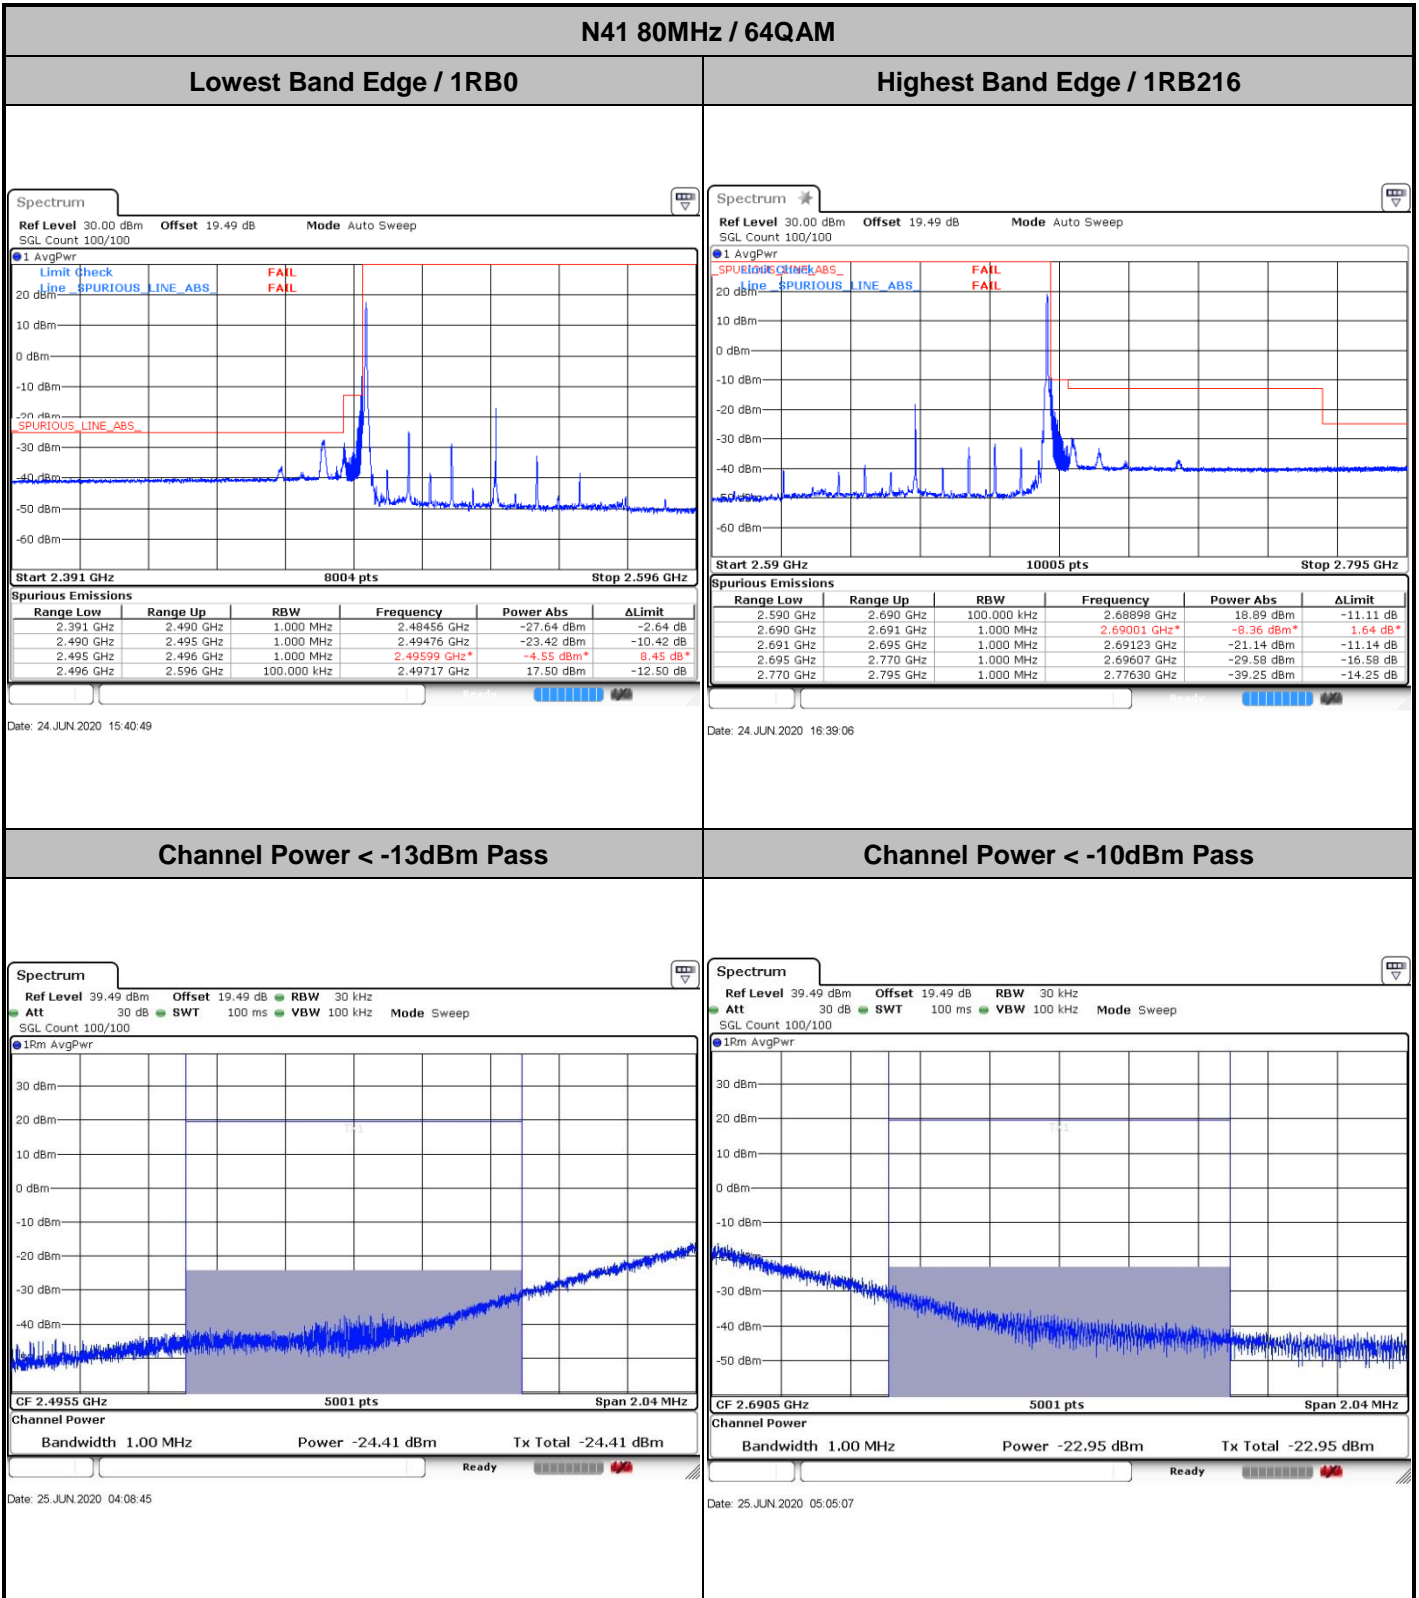 N41 80MHz / 64QAM
Lowest Band Edge / 1RB0
Highest Band Edge / 1RB216
Spectrum
Ref Level 30.00 dBm Offset 19.49 dB Mode Auto Sweep
SGL Count 100/100
1 AvgPwr
Limit Check FAIL
Line _SPURIOUS_LINE_ABS_ FAIL
20 dBm
10 dBm
0 dBm
-10 dBm
-20 dBm
_SPURIOUS_LINE_ABS_
-30 dBm
-40 dBm
-50 dBm
-60 dBm
Start 2.391 GHz 8004 pts Stop 2.596 GHz
Spurious Emissions
Range Low Range Up RBW Frequency Power Abs ΔLimit
2.391 GHz 2.490 GHz 1.000 MHz 2.48456 GHz -27.64 dBm -2.64 dB
2.490 GHz 2.495 GHz 1.000 MHz 2.49476 GHz -23.42 dBm -10.42 dB
2.495 GHz 2.496 GHz 1.000 MHz 2.49599 GHz* -4.55 dBm* 8.45 dB*
2.496 GHz 2.596 GHz 100.000 kHz 2.49717 GHz 17.50 dBm -12.50 dB
Ready
Date: 24.JUN.2020 15:40:49
Spectrum
Ref Level 30.00 dBm Offset 19.49 dB Mode Auto Sweep
SGL Count 100/100
1 AvgPwr
_SPURIOUS_LINE_ABS_
Limit Check FAIL
Line _SPURIOUS_LINE_ABS_ FAIL
20 dBm
10 dBm
0 dBm
-10 dBm
-20 dBm
-30 dBm
-40 dBm
-50 dBm
-60 dBm
Start 2.59 GHz 10005 pts Stop 2.795 GHz
Spurious Emissions
Range Low Range Up RBW Frequency Power Abs ΔLimit
2.590 GHz 2.690 GHz 100.000 kHz 2.68898 GHz 18.89 dBm -11.11 dB
2.690 GHz 2.691 GHz 1.000 MHz 2.69001 GHz* -8.36 dBm* 1.64 dB*
2.691 GHz 2.695 GHz 1.000 MHz 2.69123 GHz -21.14 dBm -11.14 dB
2.695 GHz 2.770 GHz 1.000 MHz 2.69607 GHz -29.58 dBm -16.58 dB
2.770 GHz 2.795 GHz 1.000 MHz 2.77630 GHz -39.25 dBm -14.25 dB
Ready
Date: 24.JUN.2020 16:39:06
Channel Power < -13dBm Pass
Channel Power < -10dBm Pass
Spectrum
Ref Level 39.49 dBm Offset 19.49 dB RBW 30 kHz
Att 30 dB SWT 100 ms VBW 100 kHz Mode Sweep
SGL Count 100/100
1Rm AvgPwr
30 dBm
20 dBm
10 dBm
0 dBm
-10 dBm
-20 dBm
-30 dBm
-40 dBm
CF 2.4955 GHz 5001 pts Span 2.04 MHz
Channel Power
Bandwidth 1.00 MHz Power -24.41 dBm Tx Total -24.41 dBm
Ready
Date: 25.JUN.2020 04:08:45
Spectrum
Ref Level 39.49 dBm Offset 19.49 dB RBW 30 kHz
Att 30 dB SWT 100 ms VBW 100 kHz Mode Sweep
SGL Count 100/100
1Rm AvgPwr
30 dBm
20 dBm
10 dBm
0 dBm
-10 dBm
-20 dBm
-30 dBm
-40 dBm
-50 dBm
CF 2.6905 GHz 5001 pts Span 2.04 MHz
Channel Power
Bandwidth 1.00 MHz Power -22.95 dBm Tx Total -22.95 dBm
Ready
Date: 25.JUN.2020 05:05:07